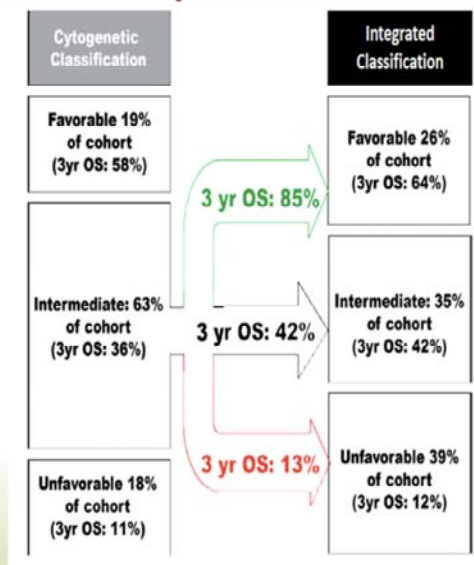 Cytogenetic
Classification
Favorable 19%
of cohort
(3yr OS: 58%)
Intermediate: 63%
of cohort
(3yr OS: 36%)
Unfavorable 18%
of cohort
(3yr OS: 11%)
3 yr OS: 85%
3 yr OS: 42%
3 yr OS: 13%
Integrated
Classification
Favorable 26%
of cohort
(3yr OS: 64%)
Intermediate: 35%
of cohort
(3yr OS: 42%)
Unfavorable 39%
of cohort
(3yr OS: 12%)